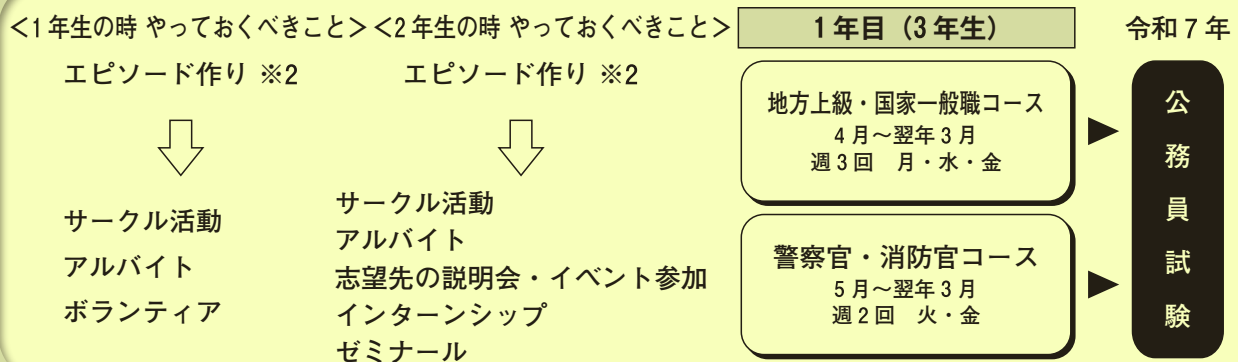 ＜1年生の時 やっておくべきこと＞
エピソード作り ※2
サークル活動
アルバイト
ボランティア
＜2年生の時 やっておくべきこと＞
エピソード作り ※2
サークル活動
アルバイト
志望先の説明会・イベント参加
インターンシップ
ゼミナール
1年目（3年生）
地方上級・国家一般職コース
4月～翌年3月
週3回　月・水・金
警察官・消防官コース
5月～翌年3月
週2回　火・金
令和7年
公務員試験